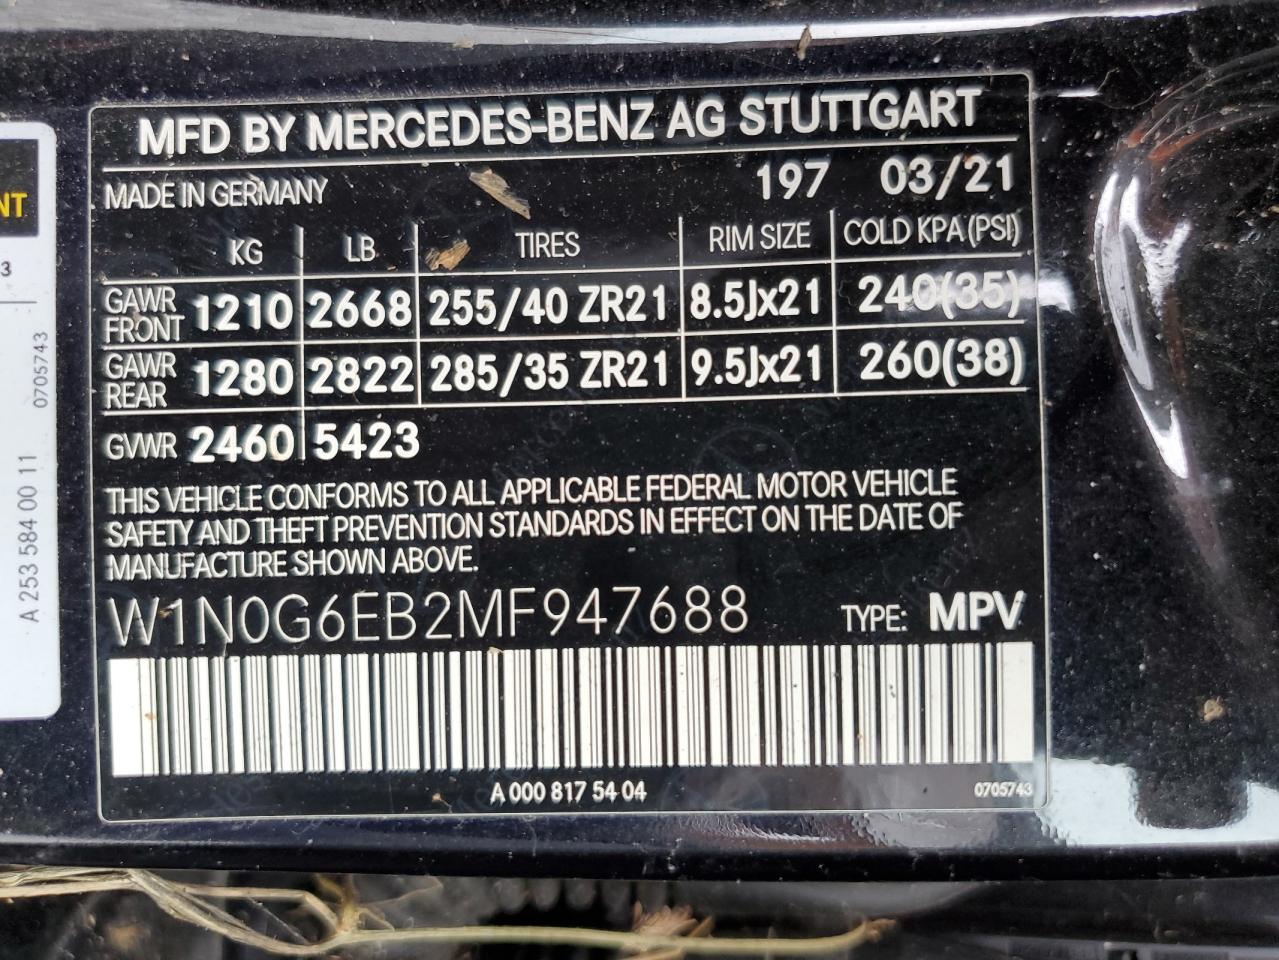 MFD BY MERCEDES-BENZ AG STUTTGART
MADE IN GERMANY 197 03/21
KG LB TIRES RIM SIZE COLD KPA (PSI)
GAWR FRONT 1210 2668 255/40 ZR21 8.5Jx21 240(35)
GAWR REAR 1280 2822 285/35 ZR21 9.5Jx21 260(38)
GVWR 2460 5423
THIS VEHICLE CONFORMS TO ALL APPLICABLE FEDERAL MOTOR VEHICLE
SAFETY AND THEFT PREVENTION STANDARDS IN EFFECT ON THE DATE OF
MANUFACTURE SHOWN ABOVE.
W1N0G6EB2MF947688 TYPE: MPV
A 000 817 54 04 0705743
NT
3
A 253 584 00 11 0705743